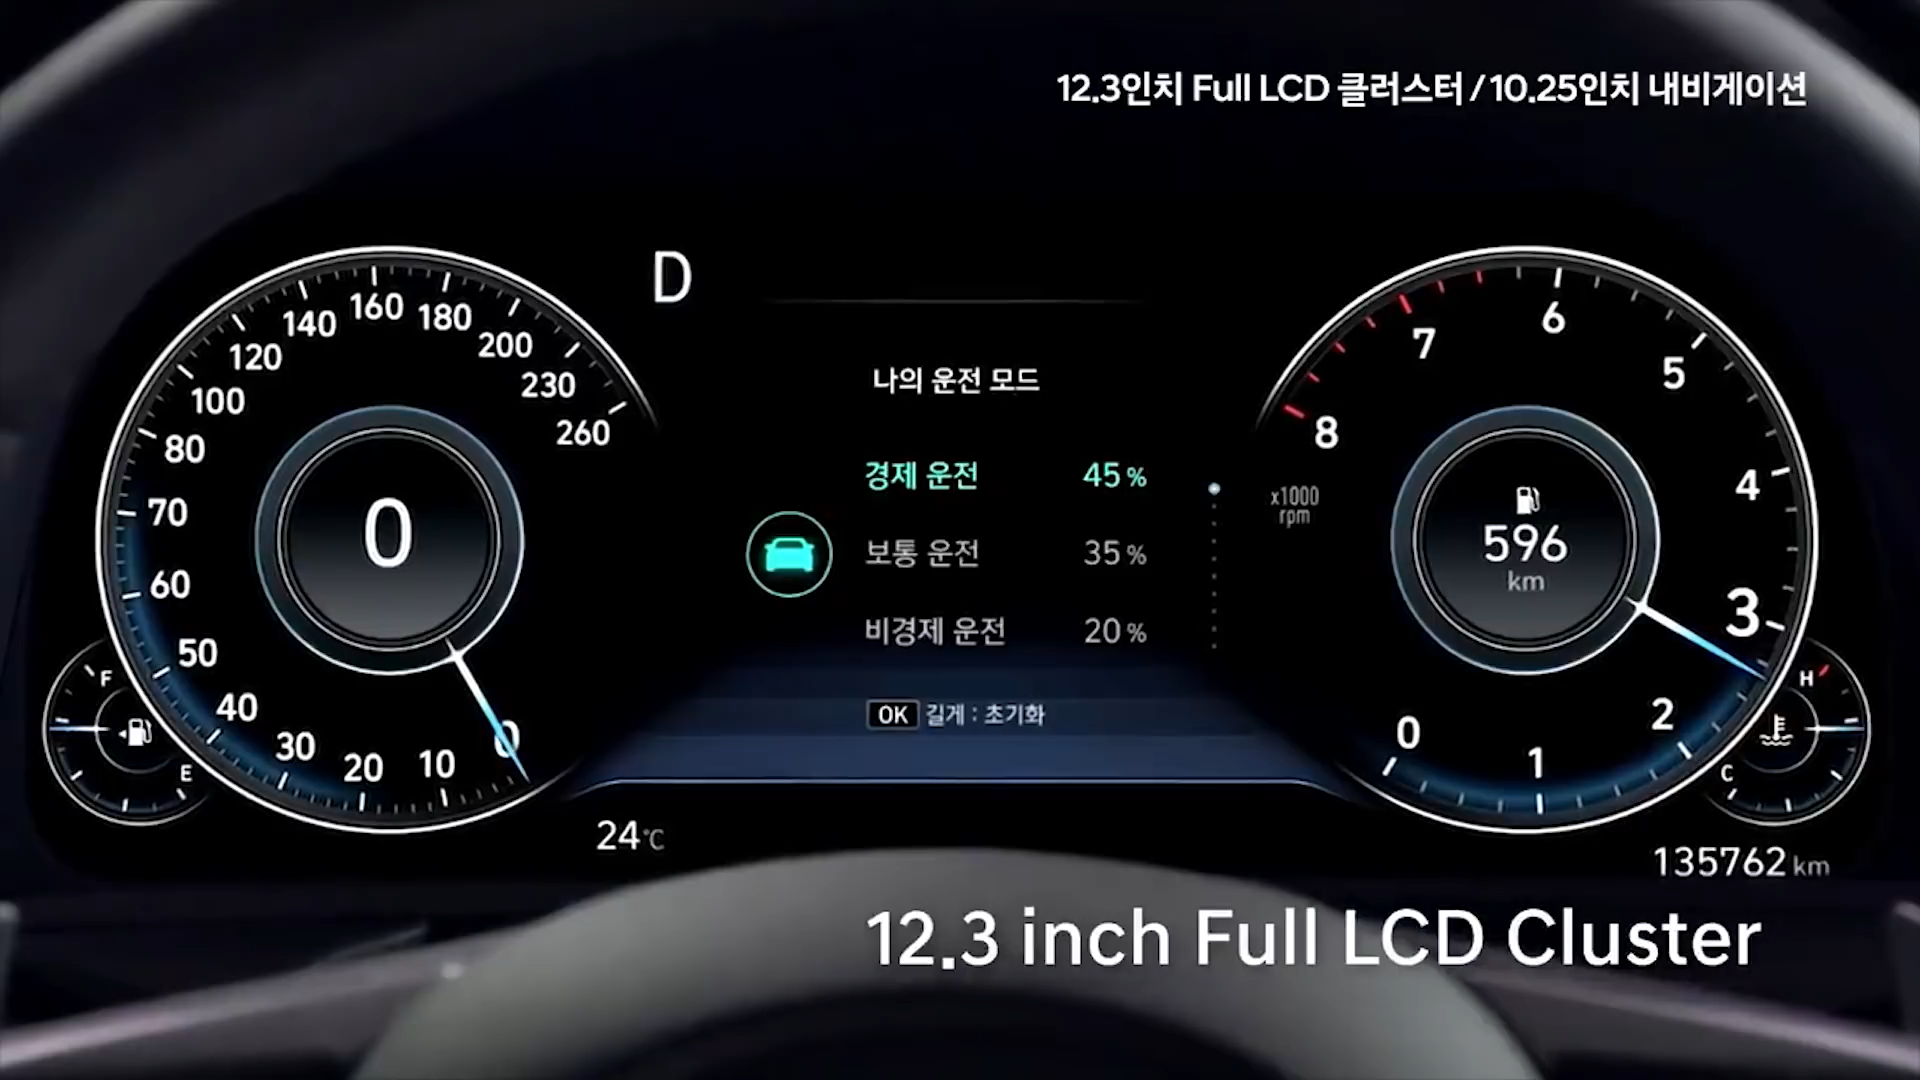 12.3인치 Full LCD 클러스터 / 10.25인치 내비게이션
D
0
10
20
30
40
50
60
70
80
100
120
140
160
180
200
230
260
0
F
E
나의 운전 모드
경제 운전 45 %
보통 운전 35 %
비경제 운전 20 %
OK 길게 : 초기화
x1000
rpm
0
1
2
3
4
5
6
7
8
596
km
H
C
24 °C
135762 km
12.3 inch Full LCD Cluster